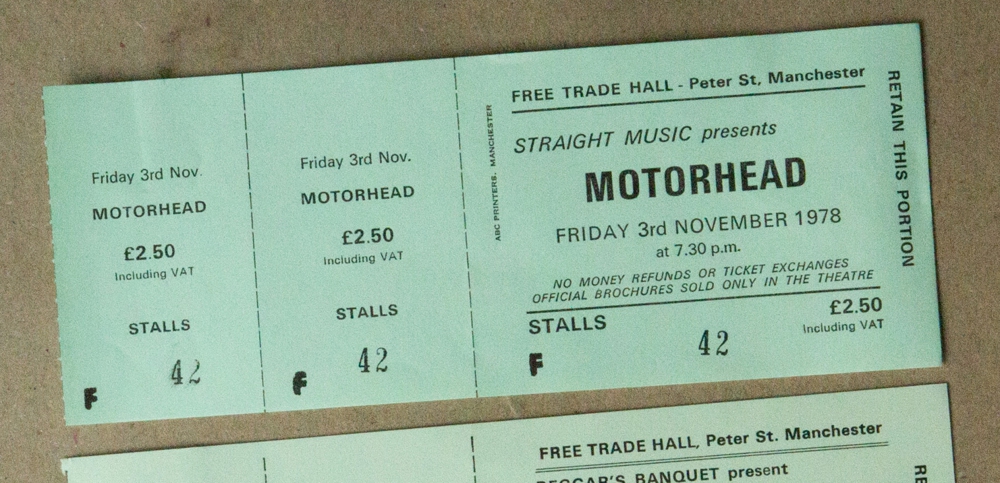 Friday 3rd Nov.
MOTORHEAD
£2.50
Including VAT
STALLS
F 42
Friday 3rd Nov.
MOTORHEAD
£2.50
Including VAT
STALLS
F 42
ABC PRINTERS. MANCHESTER
FREE TRADE HALL - Peter St, Manchester
STRAIGHT MUSIC presents
MOTORHEAD
FRIDAY 3rd NOVEMBER 1978
at 7.30 p.m.
NO MONEY REFUNDS OR TICKET EXCHANGES
OFFICIAL BROCHURES SOLD ONLY IN THE THEATRE
STALLS £2.50
Including VAT
F 42
RETAIN THIS PORTION
FREE TRADE HALL, Peter St. Manchester
BEGGAR'S BANQUET present
RE